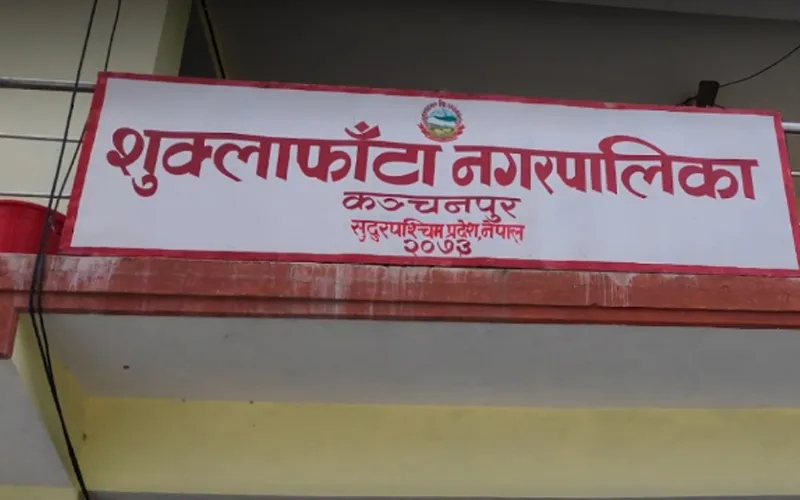 शुक्लाफाँटा नगरपालिका
कञ्चनपुर
सुदुरपश्चिम प्रदेश, नेपाल
२०७३